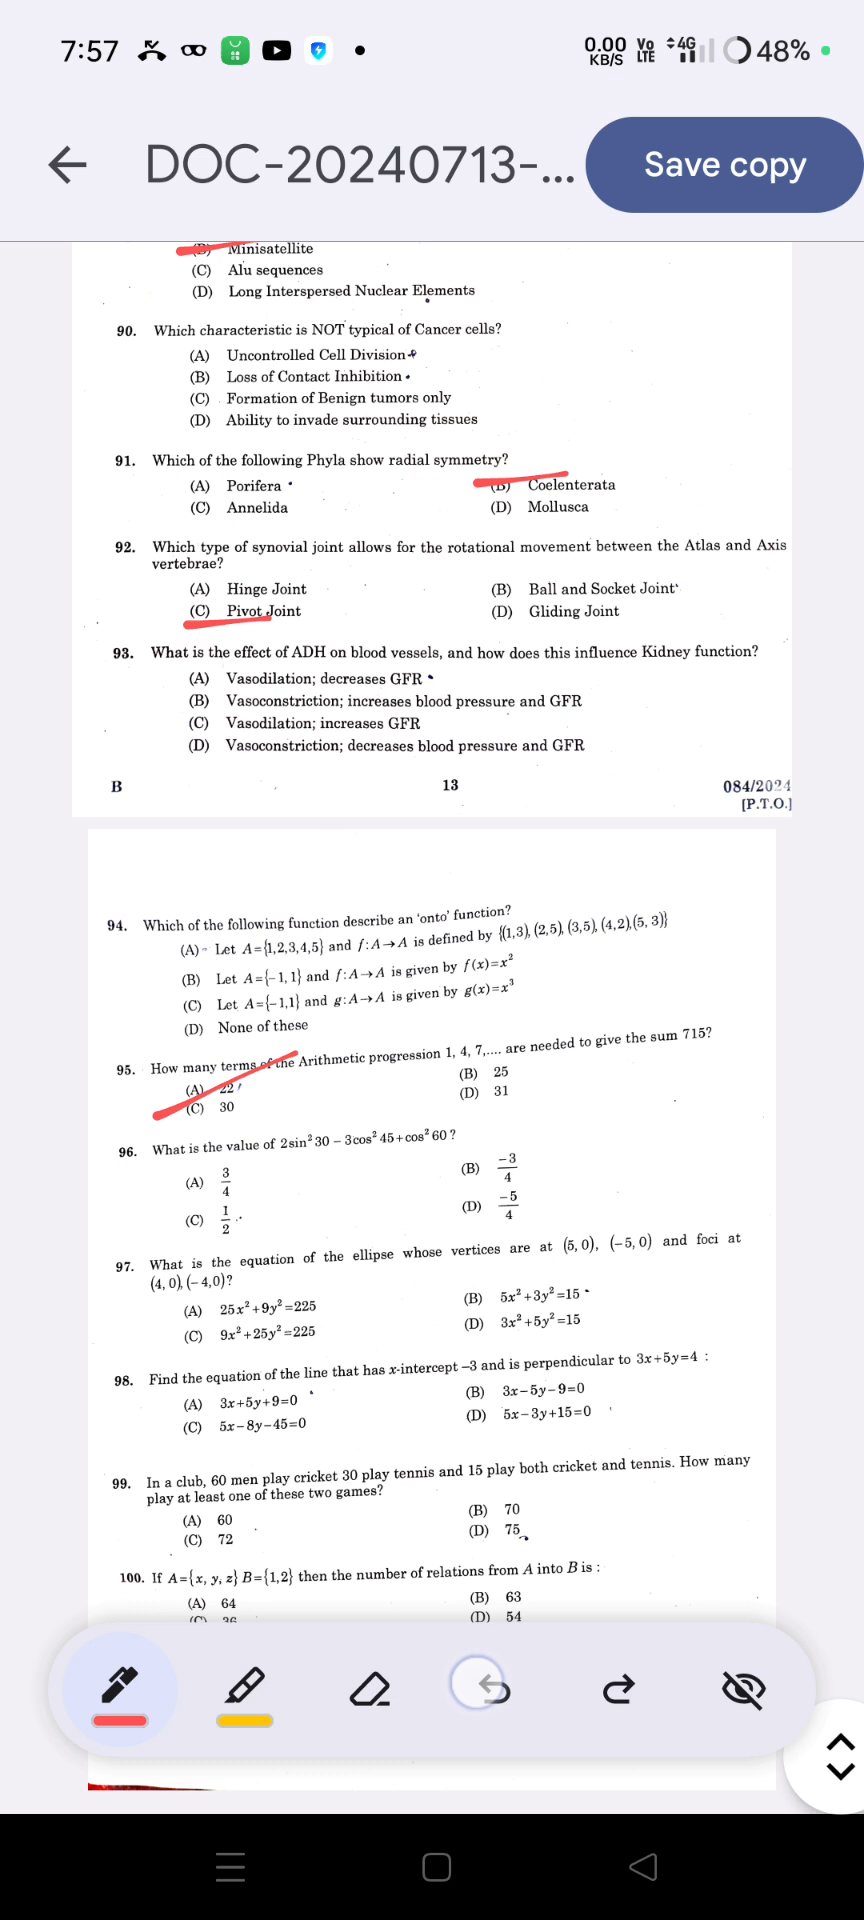 7:57
0.00 KB/S Vo LTE 4G 48%
DOC-20240713-...
Save copy
(B) Minisatellite
(C) Alu sequences
(D) Long Interspersed Nuclear Elements
90. Which characteristic is NOT typical of Cancer cells?
(A) Uncontrolled Cell Division
(B) Loss of Contact Inhibition
(C) Formation of Benign tumors only
(D) Ability to invade surrounding tissues
91. Which of the following Phyla show radial symmetry?
(A) Porifera (B) Coelenterata
(C) Annelida (D) Mollusca
92. Which type of synovial joint allows for the rotational movement between the Atlas and Axis
vertebrae?
(A) Hinge Joint (B) Ball and Socket Joint
(C) Pivot Joint (D) Gliding Joint
93. What is the effect of ADH on blood vessels, and how does this influence Kidney function?
(A) Vasodilation; decreases GFR
(B) Vasoconstriction; increases blood pressure and GFR
(C) Vasodilation; increases GFR
(D) Vasoconstriction; decreases blood pressure and GFR
B 13 084/2024
[P.T.O.]
94. Which of the following function describe an 'onto' function?
(A) Let A={1,2,3,4,5} and f:A→A is defined by {(1,3), (2,5), (3,5), (4,2),(5, 3)}
(B) Let A={-1, 1} and f:A→A is given by f(x)=x²
(C) Let A={-1,1} and g:A→A is given by g(x)=x³
(D) None of these
95. How many terms of the Arithmetic progression 1, 4, 7,.... are needed to give the sum 715?
(A) 22 (B) 25
(C) 30 (D) 31
96. What is the value of 2sin²30 – 3cos²45+cos²60?
(A) 3/4 (B) -3/4
(C) 1/2 (D) -5/4
97. What is the equation of the ellipse whose vertices are at (5, 0), (-5, 0) and foci at
(4, 0), (-4,0)?
(A) 25x²+9y²=225 (B) 5x²+3y²=15
(C) 9x²+25y²=225 (D) 3x²+5y²=15
98. Find the equation of the line that has x-intercept –3 and is perpendicular to 3x+5y=4 :
(A) 3x+5y+9=0 (B) 3x-5y-9=0
(C) 5x-8y-45=0 (D) 5x-3y+15=0
99. In a club, 60 men play cricket 30 play tennis and 15 play both cricket and tennis. How many
play at least one of these two games?
(A) 60 (B) 70
(C) 72 (D) 75
100. If A={x, y, z} B={1,2} then the number of relations from A into B is :
(A) 64 (B) 63
(C) 36 (D) 54